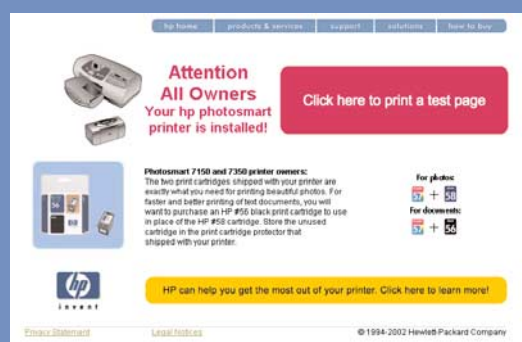 hp home products & services support solutions how to buy
Attention
All Owners
Your hp photosmart
printer is installed!
Click here to print a test page
Photosmart 7150 and 7350 printer owners:
The two print cartridges shipped with your printer are
exactly what you need for printing beautiful photos. For
faster and better printing of text documents, you will
want to purchase an HP #56 black print cartridge to use
in place of the HP #58 cartridge. Store the unused
cartridge in the print cartridge protector that
shipped with your printer.
56
For photos:
57 + 58
For documents:
57 + 56
hp
invent
HP can help you get the most out of your printer. Click here to learn more!
Privacy Statement Legal Notices © 1994-2002 Hewlett-Packard Company